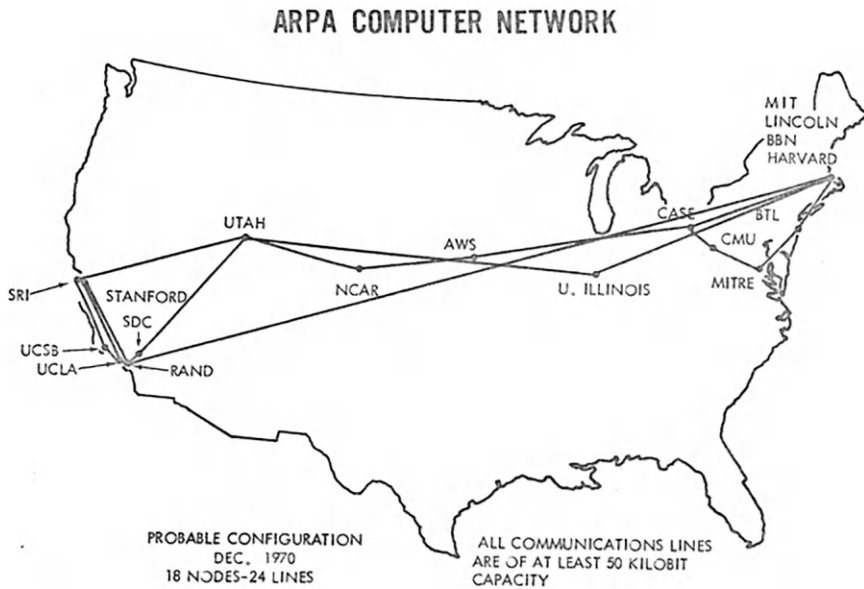 ARPA COMPUTER NETWORK
MIT
LINCOLN
BBN
HARVARD
UTAH
CASE
BTL
AWS
CMU
SRI
STANFORD
NCAR
U. ILLINOIS
MITRE
SDC
UCSB
UCLA
RAND
PROBABLE CONFIGURATION
DEC. 1970
18 NODES-24 LINES
ALL COMMUNICATIONS LINES
ARE OF AT LEAST 50 KILOBIT
CAPACITY